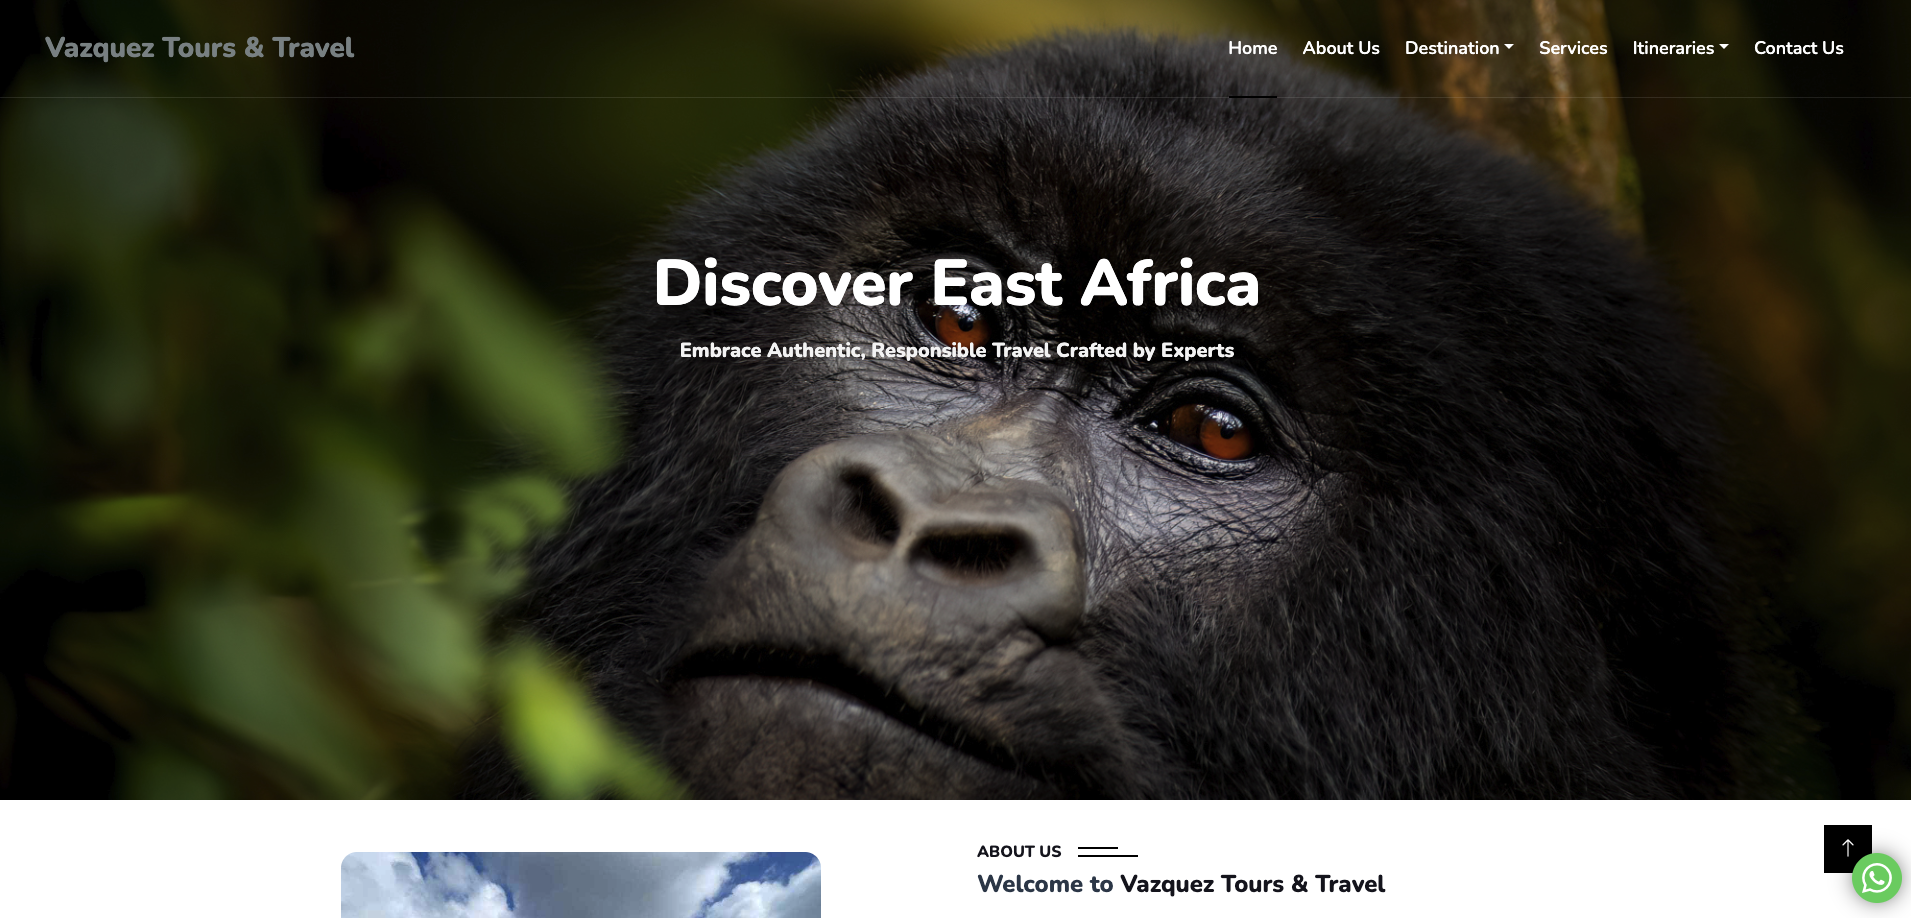 Vazquez Tours & Travel
Home About Us Destination Services Itineraries Contact Us
Discover East Africa
Embrace Authentic, Responsible Travel Crafted by Experts
ABOUT US
Welcome to Vazquez Tours & Travel